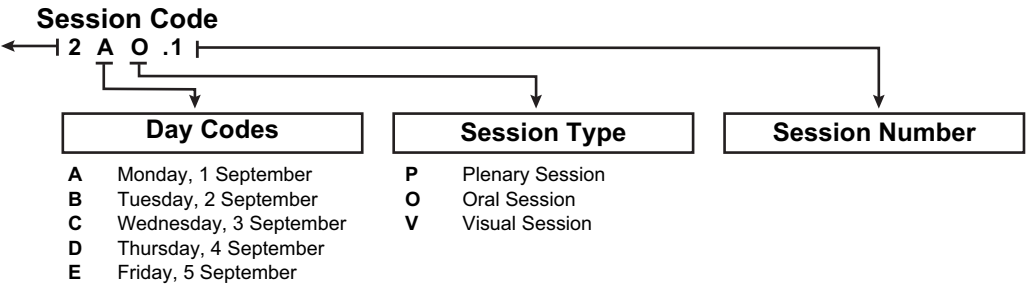 Session Code
2 A O .1
Day Codes
A Monday, 1 September
B Tuesday, 2 September
C Wednesday, 3 September
D Thursday, 4 September
E Friday, 5 September
Session Type
P Plenary Session
O Oral Session
V Visual Session
Session Number